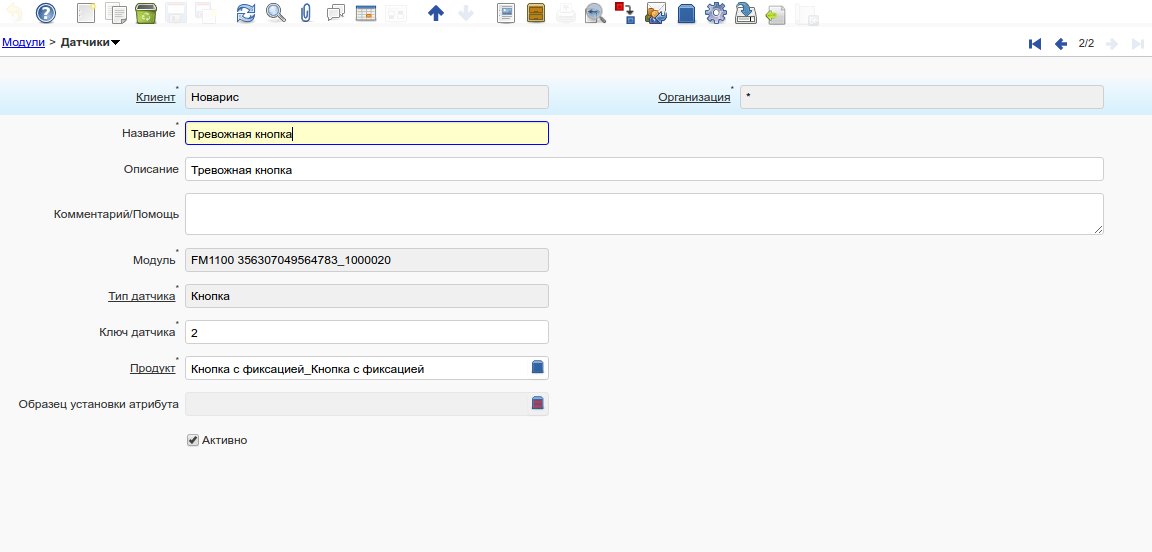 Модули > Датчики
2/2
Клиент* Новарис Организация* *
Название* Тревожная кнопка
Описание Тревожная кнопка
Комментарий/Помощь
Модуль* FM1100 356307049564783_1000020
Тип датчика* Кнопка
Ключ датчика* 2
Продукт* Кнопка с фиксацией_Кнопка с фиксацией
Образец установки атрибута
Активно